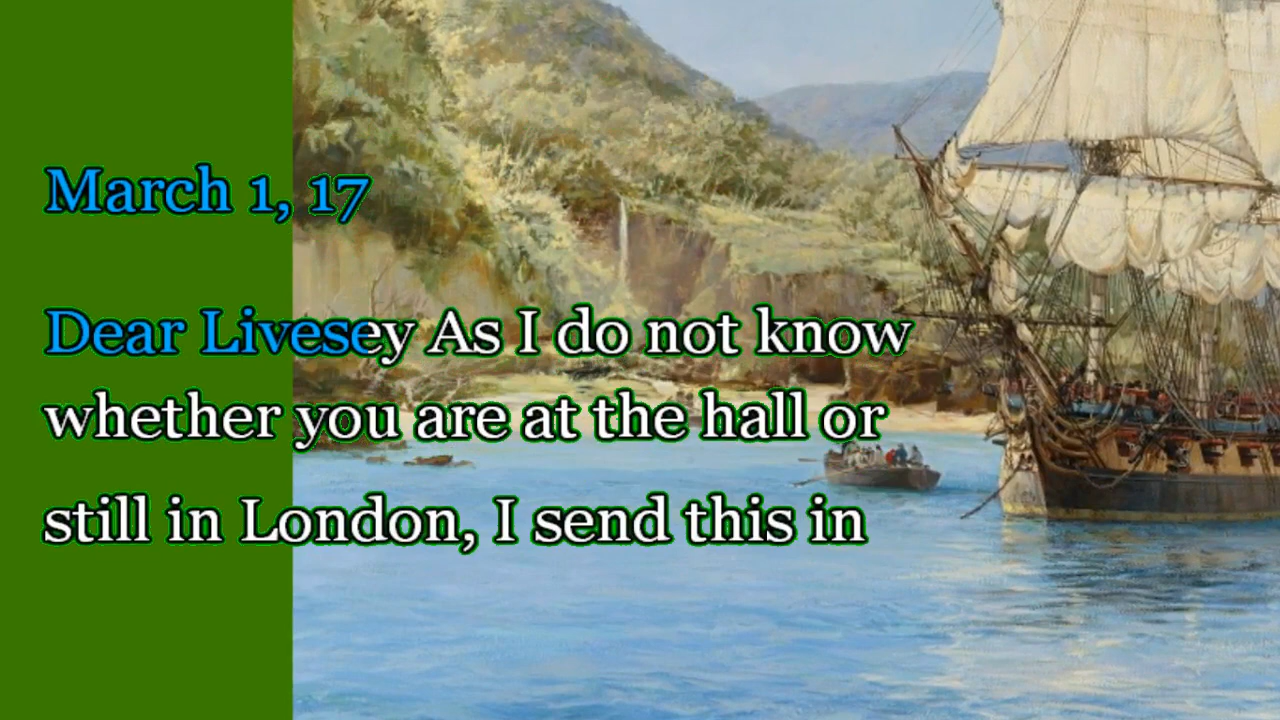 March 1, 17
Dear Livesey As I do not know
whether you are at the hall or
still in London, I send this in